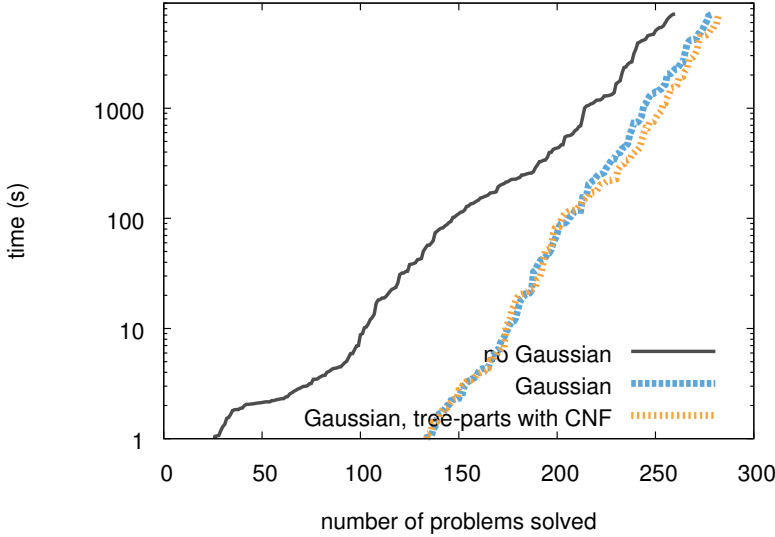 1000
100
10
1
time (s)
no Gaussian
Gaussian
Gaussian, tree-parts with CNF
0 50 100 150 200 250 300
number of problems solved